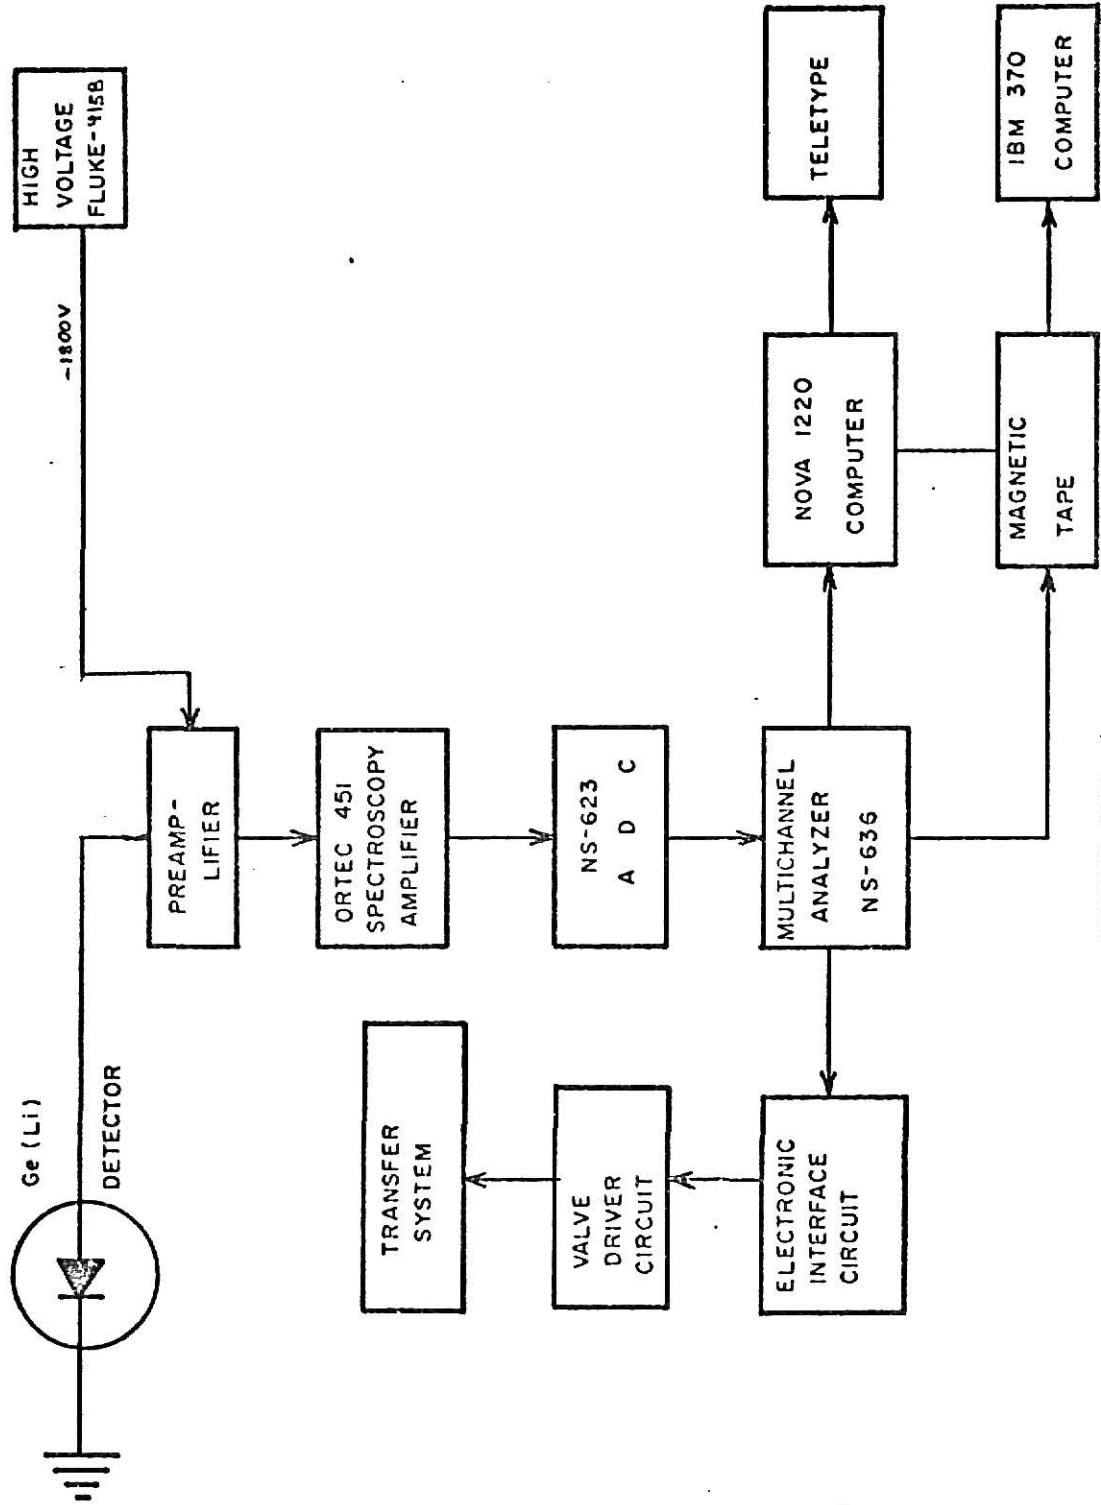 Ge (Li)
DETECTOR
-1800V
HIGH
VOLTAGE
FLUKE-415B
PREAMP-
LIFIER
ORTEC 451
SPECTROSCOPY
AMPLIFIER
NS-623
A D C
MULTICHANNEL
ANALYZER
NS-636
TRANSFER
SYSTEM
VALVE
DRIVER
CIRCUIT
ELECTRONIC
INTERFACE
CIRCUIT
NOVA 1220
COMPUTER
TELETYPE
MAGNETIC
TAPE
IBM 370
COMPUTER